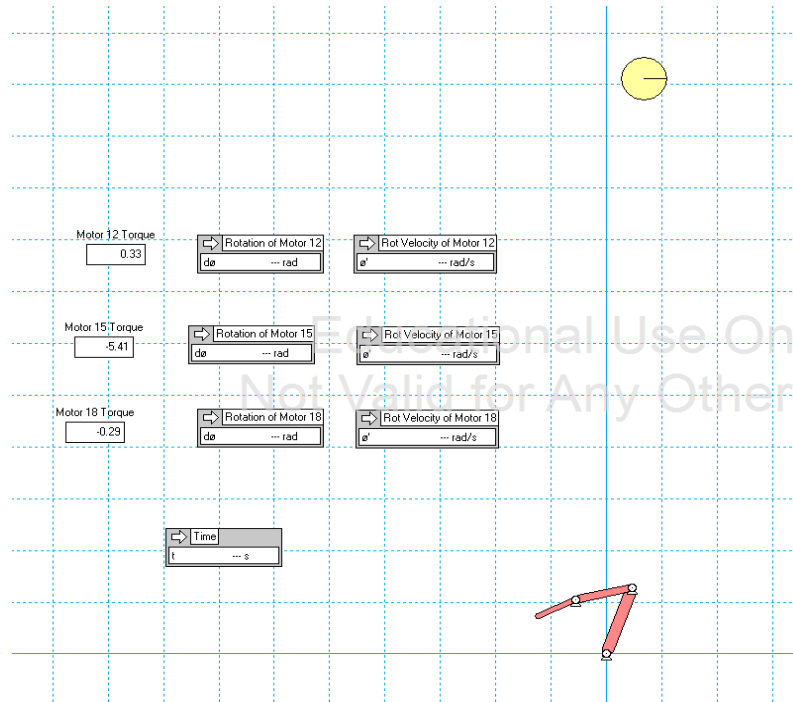 Motor 12 Torque
0.33
Rotation of Motor 12
dø --- rad
Rot Velocity of Motor 12
ø' --- rad/s
Motor 15 Torque
-5.41
Rotation of Motor 15
dø --- rad
Rot Velocity of Motor 15
ø' --- rad/s
Educational Use On
Not Valid for Any Other
Motor 18 Torque
-0.29
Rotation of Motor 18
dø --- rad
Rot Velocity of Motor 18
ø' --- rad/s
Time
t --- s